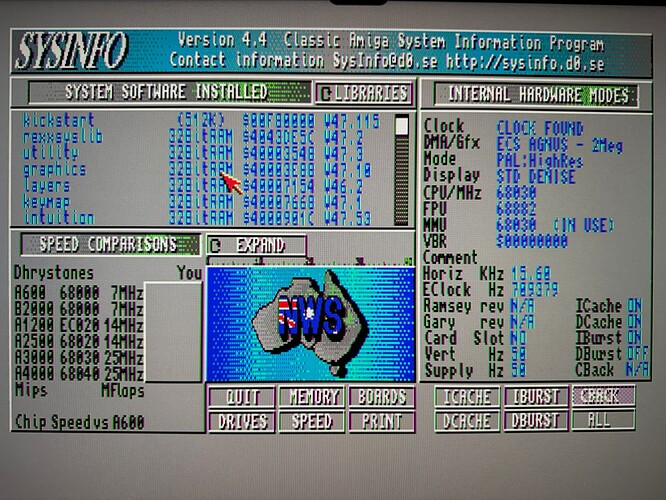 SYSINFO
Version 4.4 Classic Amiga System Information Program
Contact information SysInfo@d0.se http://sysinfo.d0.se
SYSTEM SOFTWARE INSTALLED
C LIBRARIES
kickstart (512K) $00F80000 V47.115
rexxsyslib 32BitRAM V47.2
utility 32BitRAM $40003548 V47.3
graphics 32BitRAM V47.10
layers 32BitRAM $40007154 V46.2
keymap 32BitRAM $40007668 V47.1
intuition 32BitRAM $4000901C V47.53
INTERNAL HARDWARE MODES
Clock CLOCK FOUND
DMA/Gfx ECS AGNUS - 2Meg
Mode PAL:HighRes
Display STD DENISE
CPU/MHz 68030
FPU 68882
MMU 68030 (IN USE)
VBR $00000000
Comment
Horiz KHz 15.60
EClock Hz 709379
Ramsey rev N/A ICache ON
Gary rev N/A DCache ON
Card Slot NO IBurst ON
Vert Hz 50 DBurst OFF
Supply Hz 50 CBack N/A
SPEED COMPARISONS
C EXPAND
Dhrystones You
A600 68000 7MHz
B2000 68000 7MHz
A1200 EC020 14MHz
A2500 68020 14MHz
A3000 68030 25MHz
A4000 68040 25MHz
Mips MFlops
Chip Speed vs A600
NWS
QUIT MEMORY BOARDS
DRIVES SPEED PRINT
ICACHE IBURST CBACK
DCACHE DBURST ALL